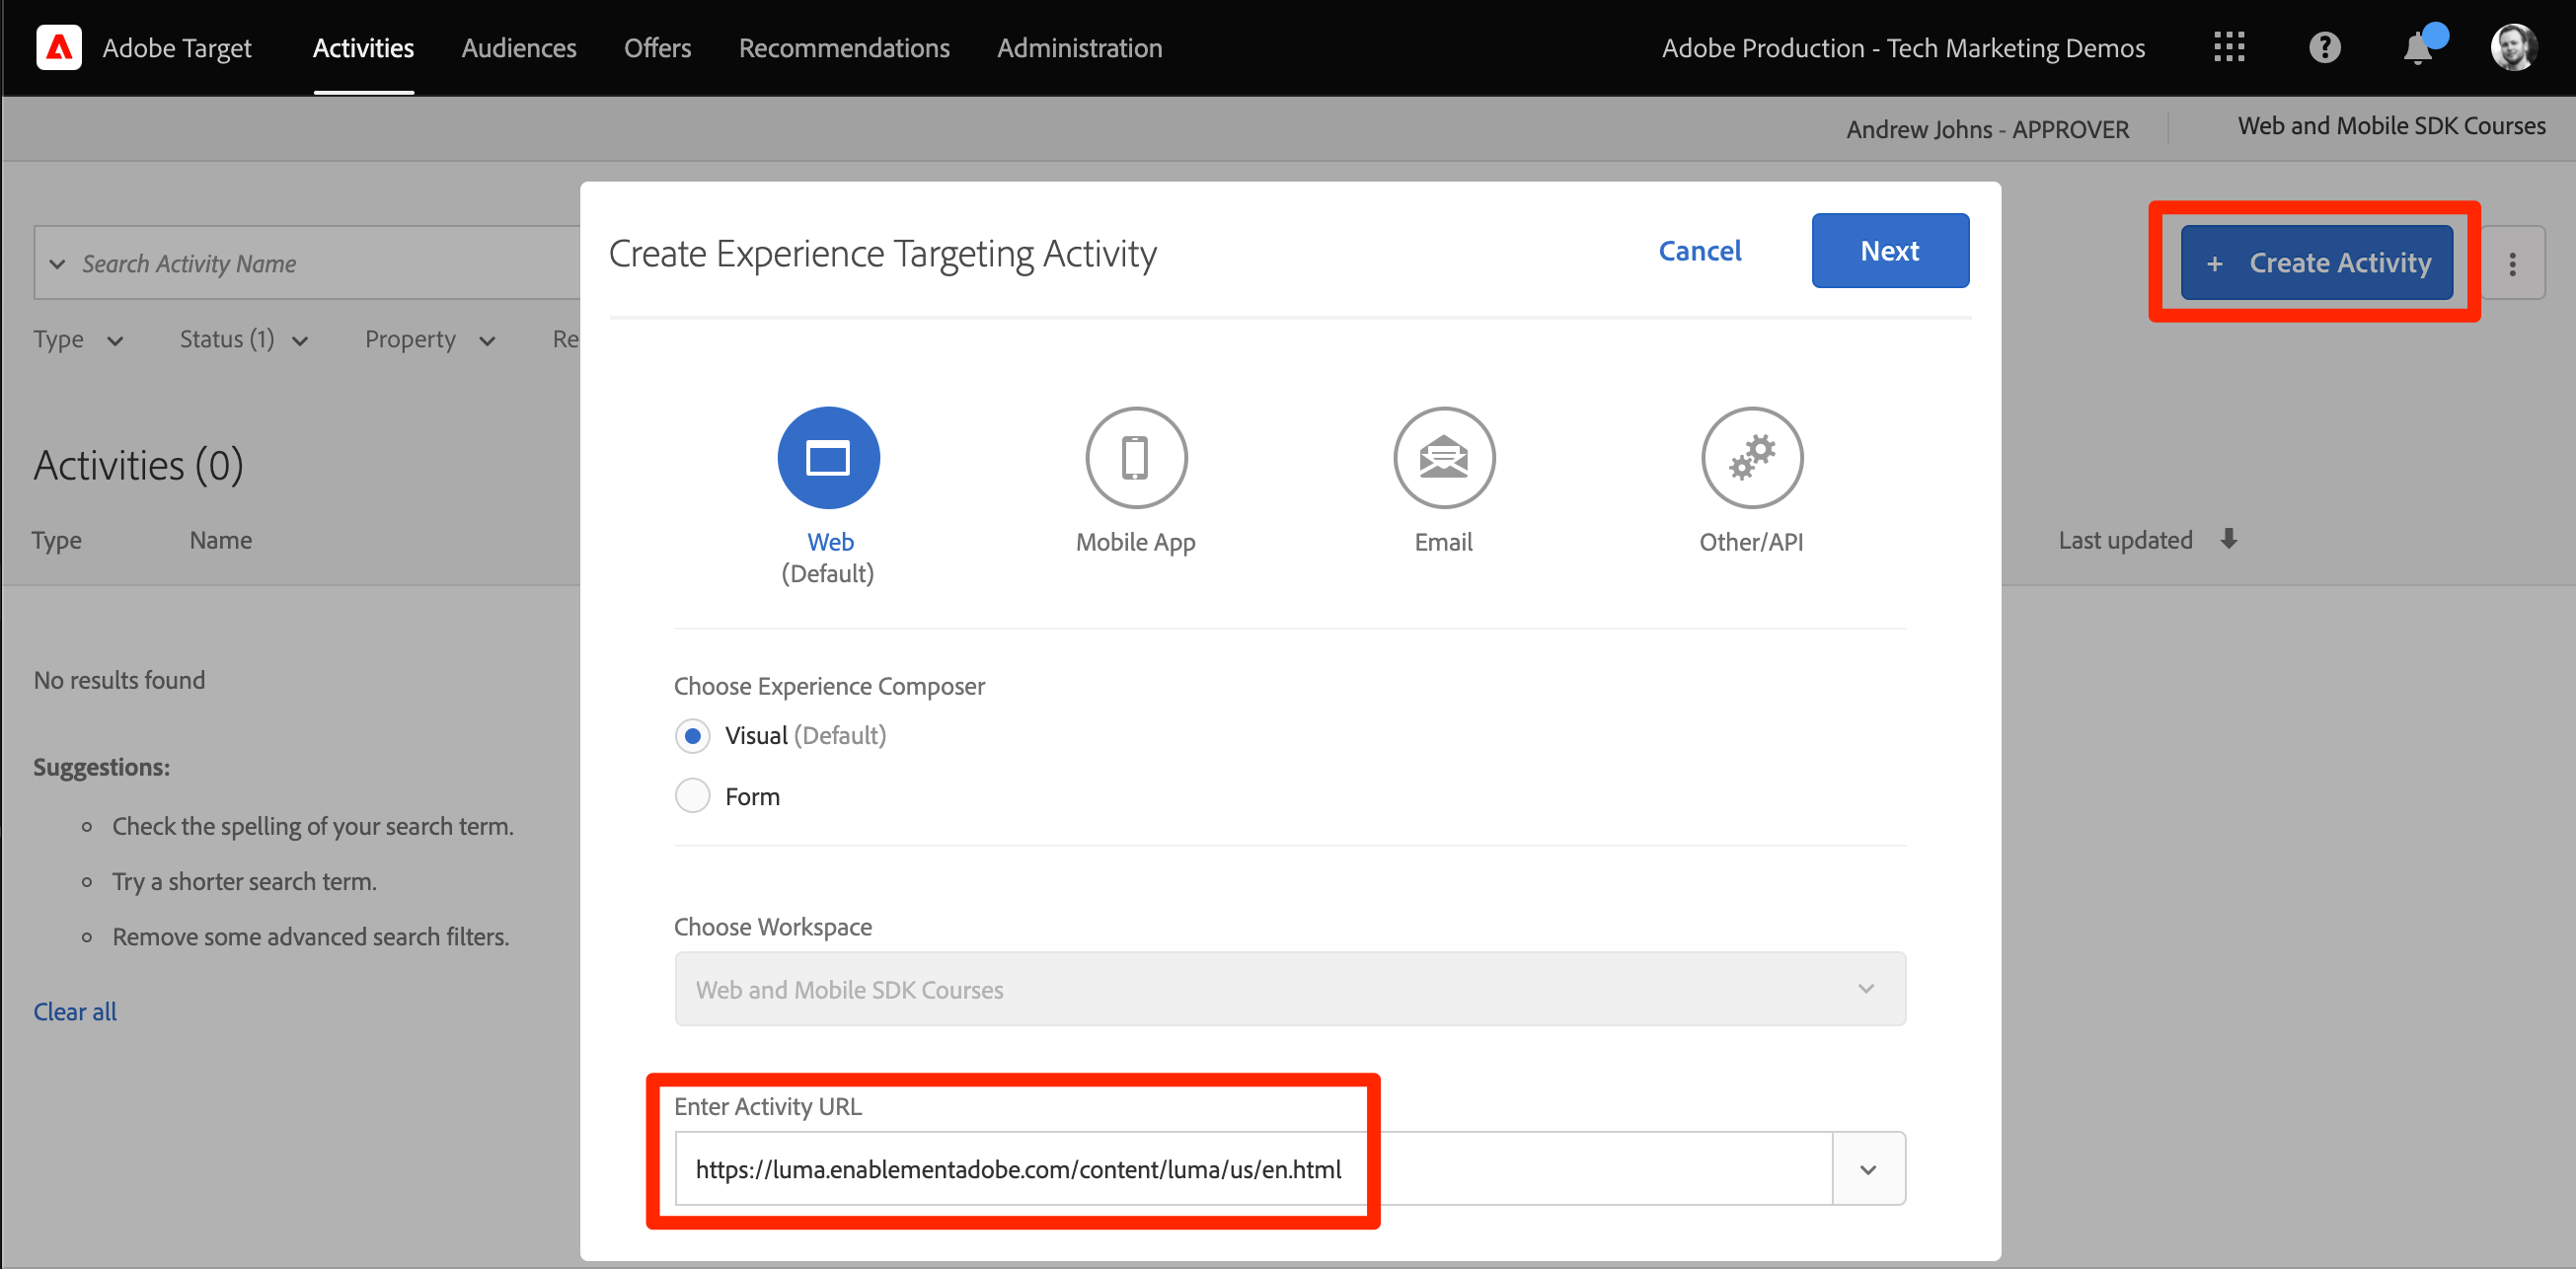 Adobe Target Activities Audiences Offers Recommendations Administration Adobe Production - Tech Marketing Demos
Andrew Johns - APPROVER Web and Mobile SDK Courses
Search Activity Name
Create Experience Targeting Activity Cancel Next
+ Create Activity
Type Status (1) Property Re
Activities (0)
Type Name Last updated
Web Mobile App Email Other/API
(Default)
No results found
Suggestions:
Check the spelling of your search term.
Try a shorter search term.
Remove some advanced search filters.
Clear all
Choose Experience Composer
Visual (Default)
Form
Choose Workspace
Web and Mobile SDK Courses
Enter Activity URL
https://luma.enablementadobe.com/content/luma/us/en.html